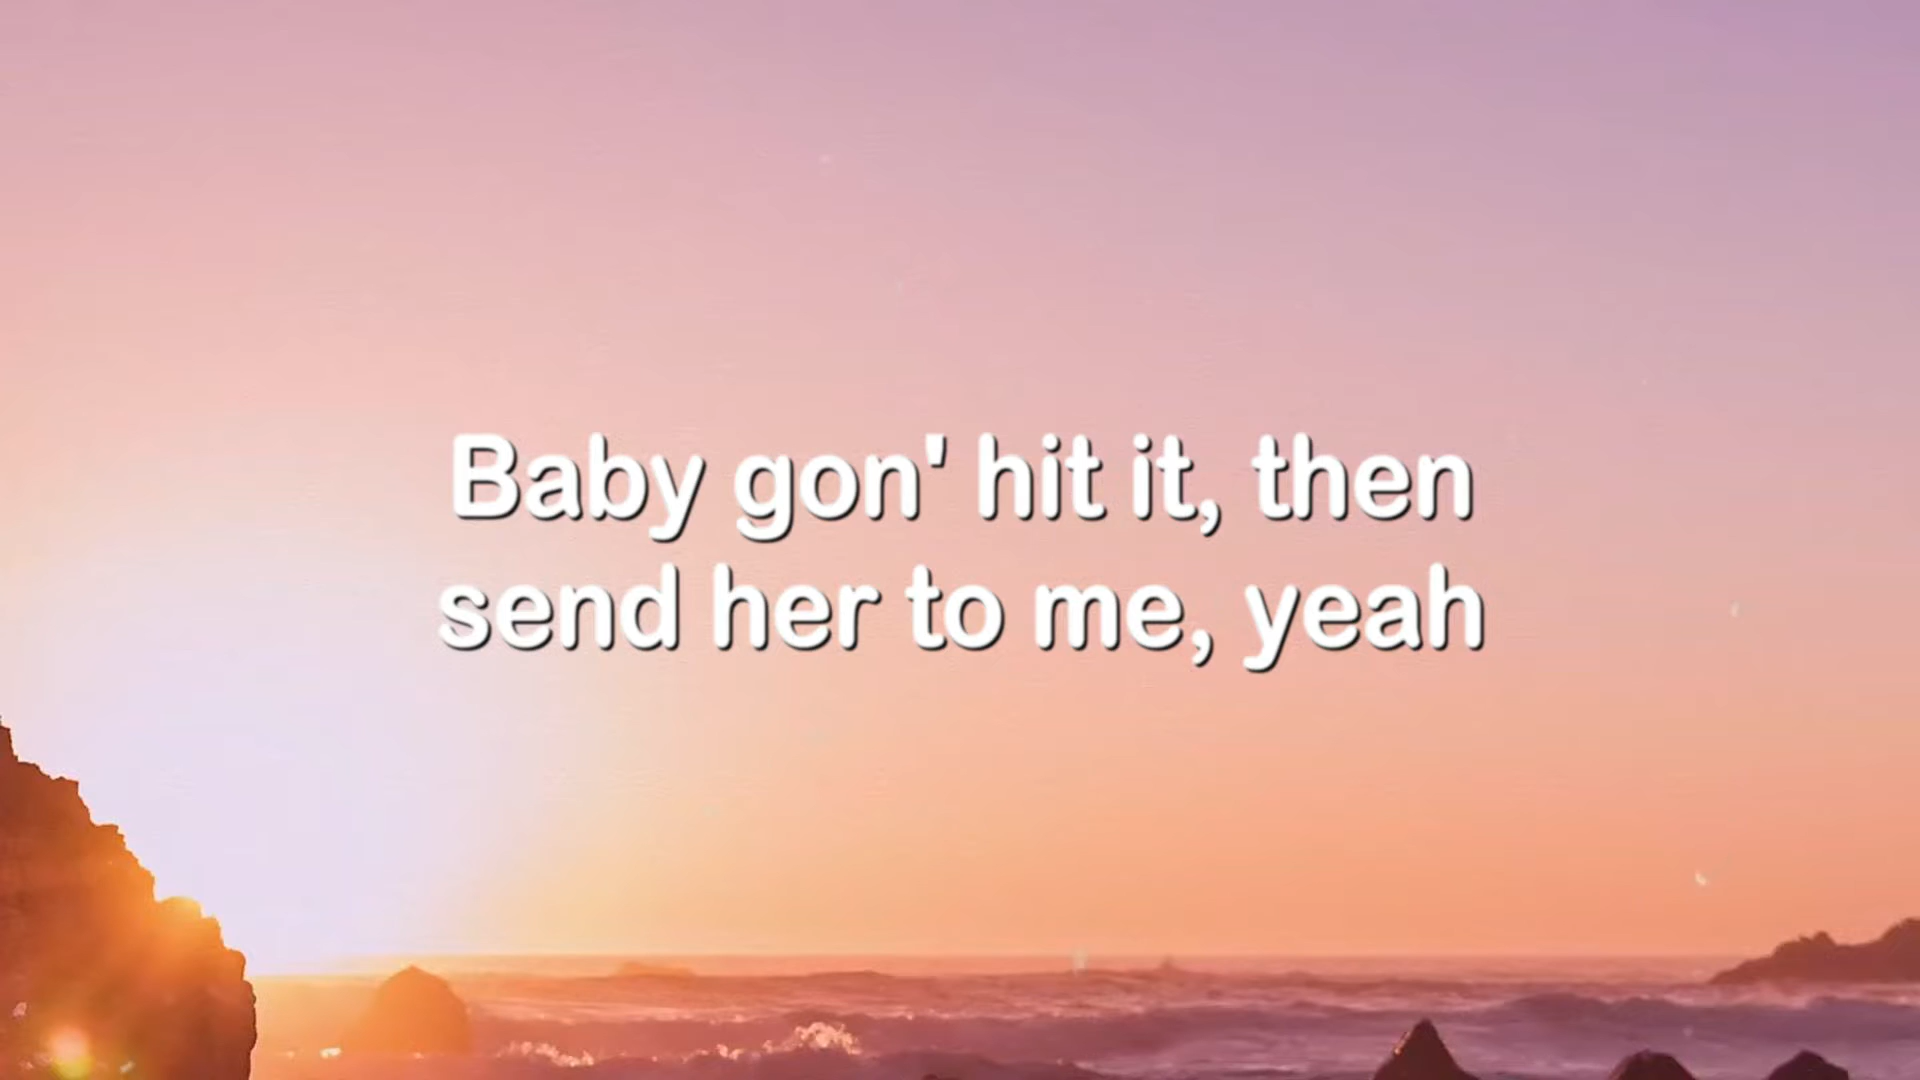 Baby gon' hit it, then
send her to me, yeah